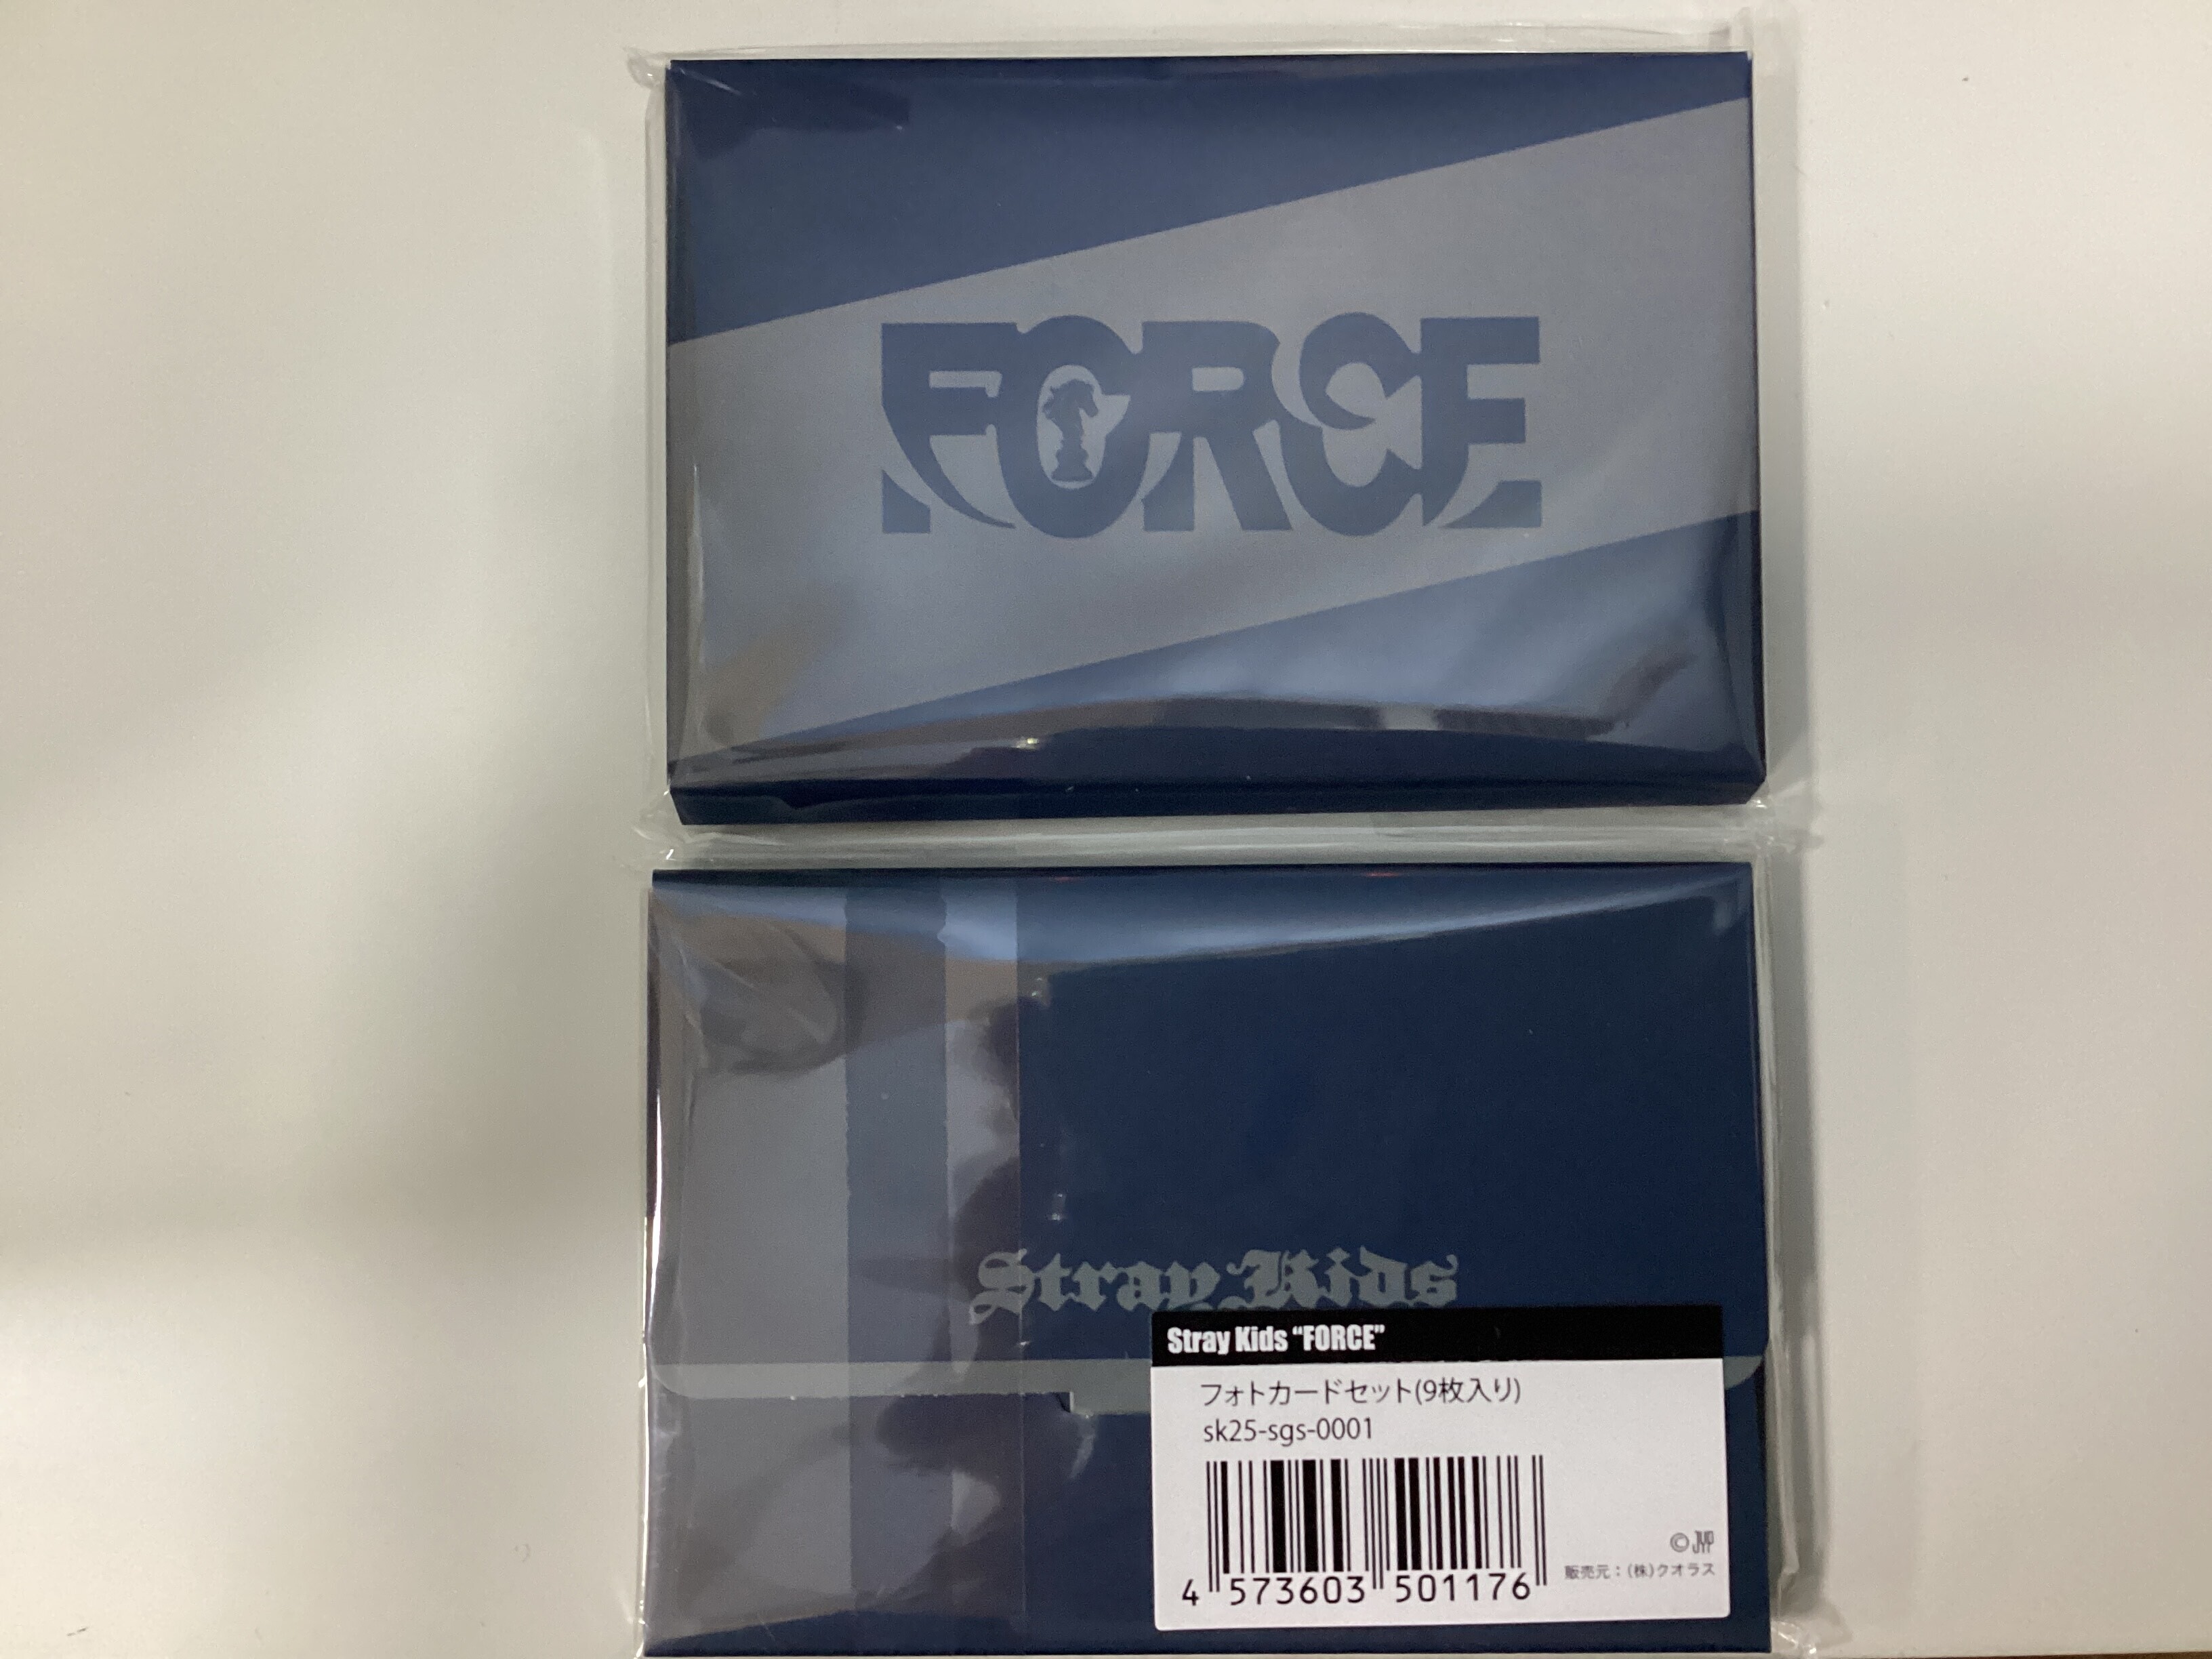 FORCE
Stray Kids
Stray Kids “FORCE”
フォトカードセット(9枚入り)
sk25-sgs-0001
4 573603 501176
© JYP
販売元：(株)クオラス